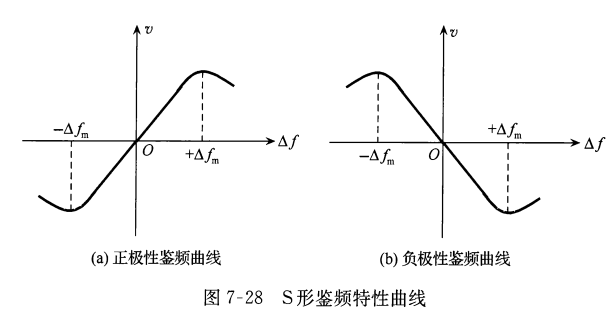 v
−Δf_m
O
+Δf_m
Δf
(a) 正极性鉴频曲线
v
+Δf_m
−Δf_m
O
Δf
(b) 负极性鉴频曲线
图 7-28 S形鉴频特性曲线